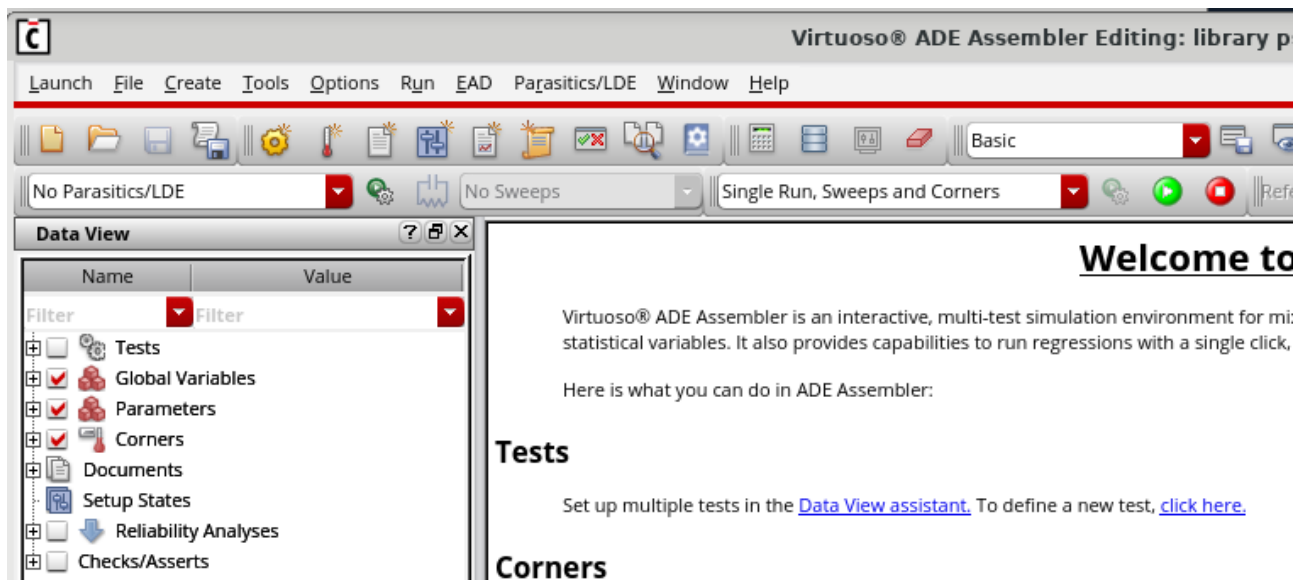 Virtuoso® ADE Assembler Editing: library p
Launch File Create Tools Options Run EAD Parasitics/LDE Window Help
Basic
No Parasitics/LDE No Sweeps Single Run, Sweeps and Corners Refe
Data View
Name Value
Filter Filter
Tests
Global Variables
Parameters
Corners
Documents
Setup States
Reliability Analyses
Checks/Asserts
Welcome to
Virtuoso® ADE Assembler is an interactive, multi-test simulation environment for mi
statistical variables. It also provides capabilities to run regressions with a single click,
Here is what you can do in ADE Assembler:
Tests
Set up multiple tests in the Data View assistant. To define a new test, click here.
Corners